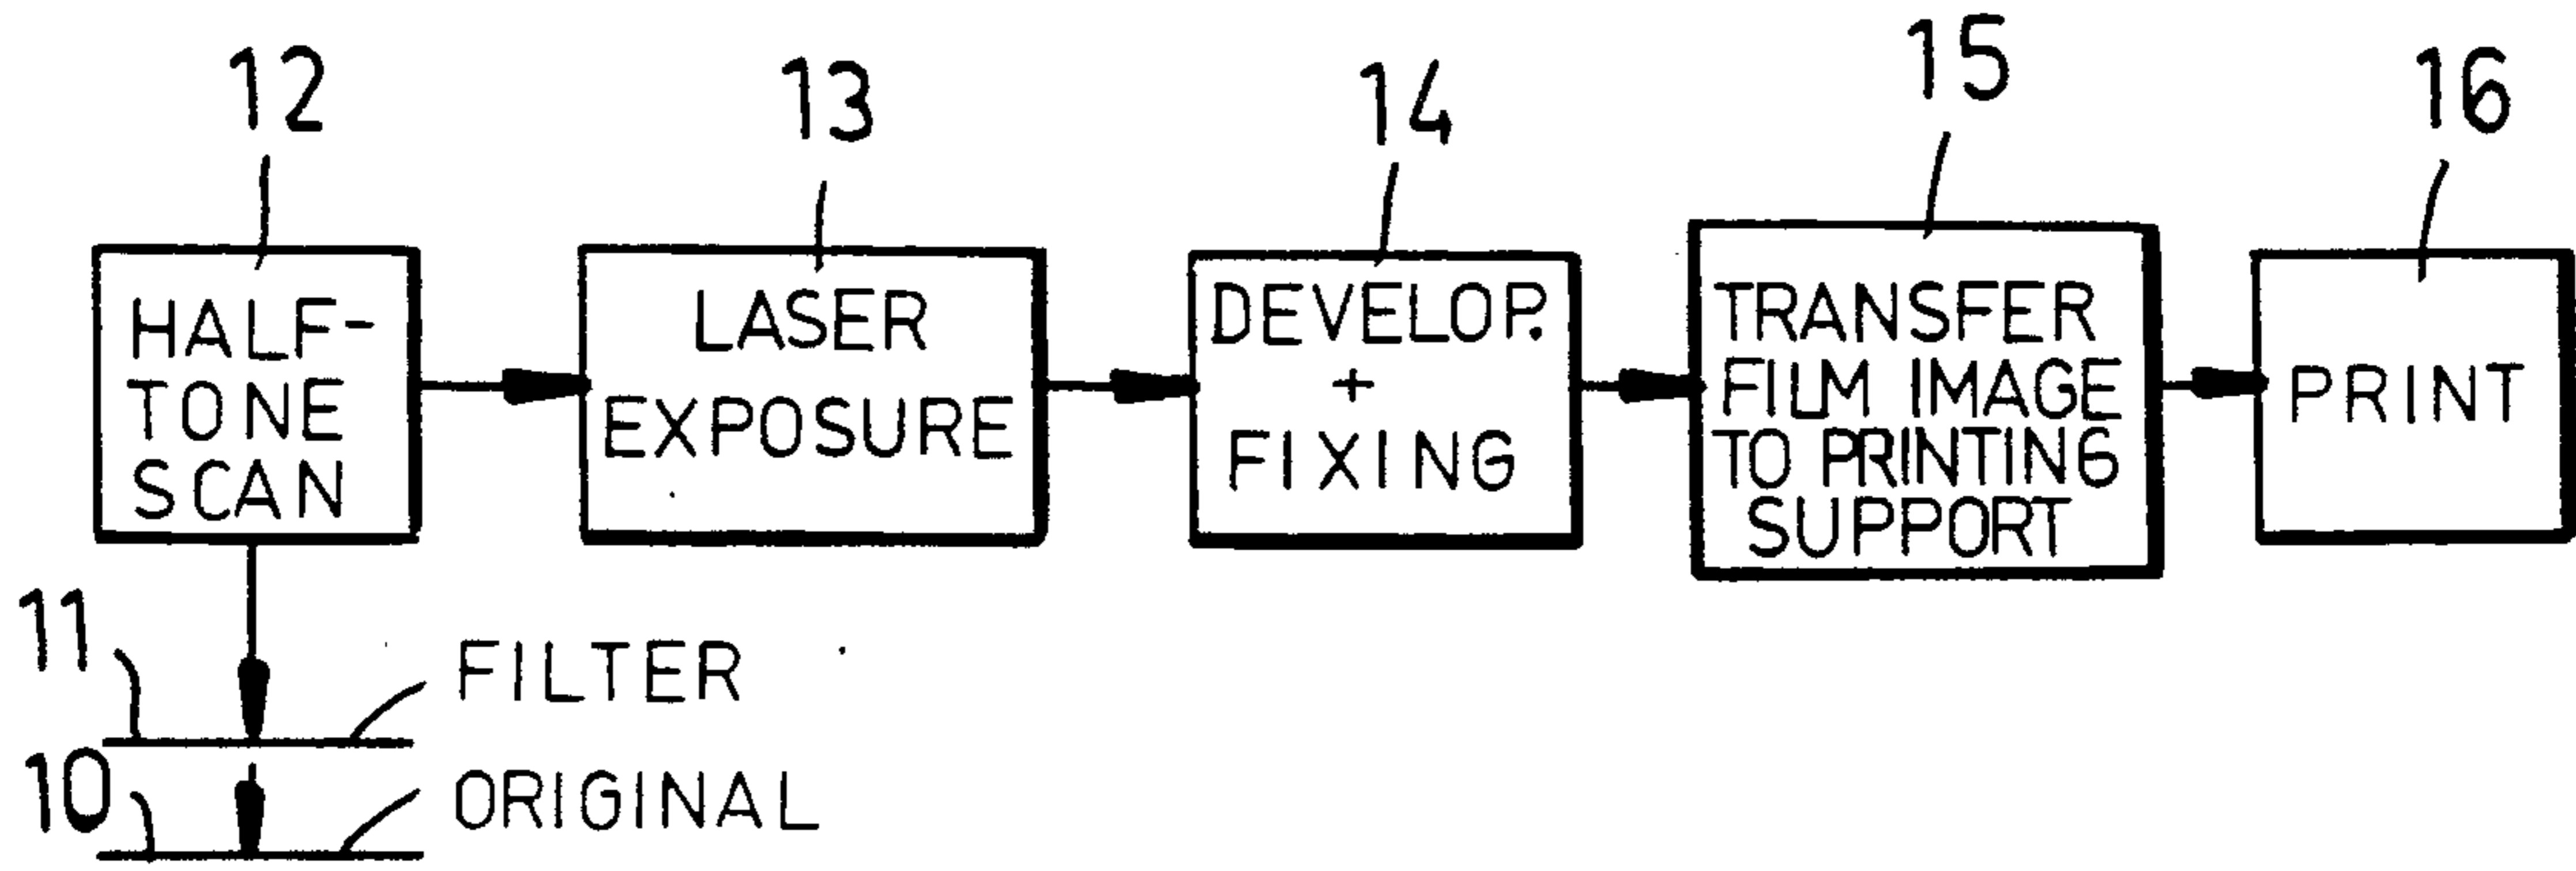 12
13
14
15
16
HALF-
TONE
SCAN
LASER
EXPOSURE
DEVELOP.
+
FIXING
TRANSFER
FILM IMAGE
TO PRINTING
SUPPORT
PRINT
11
FILTER
10
ORIGINAL